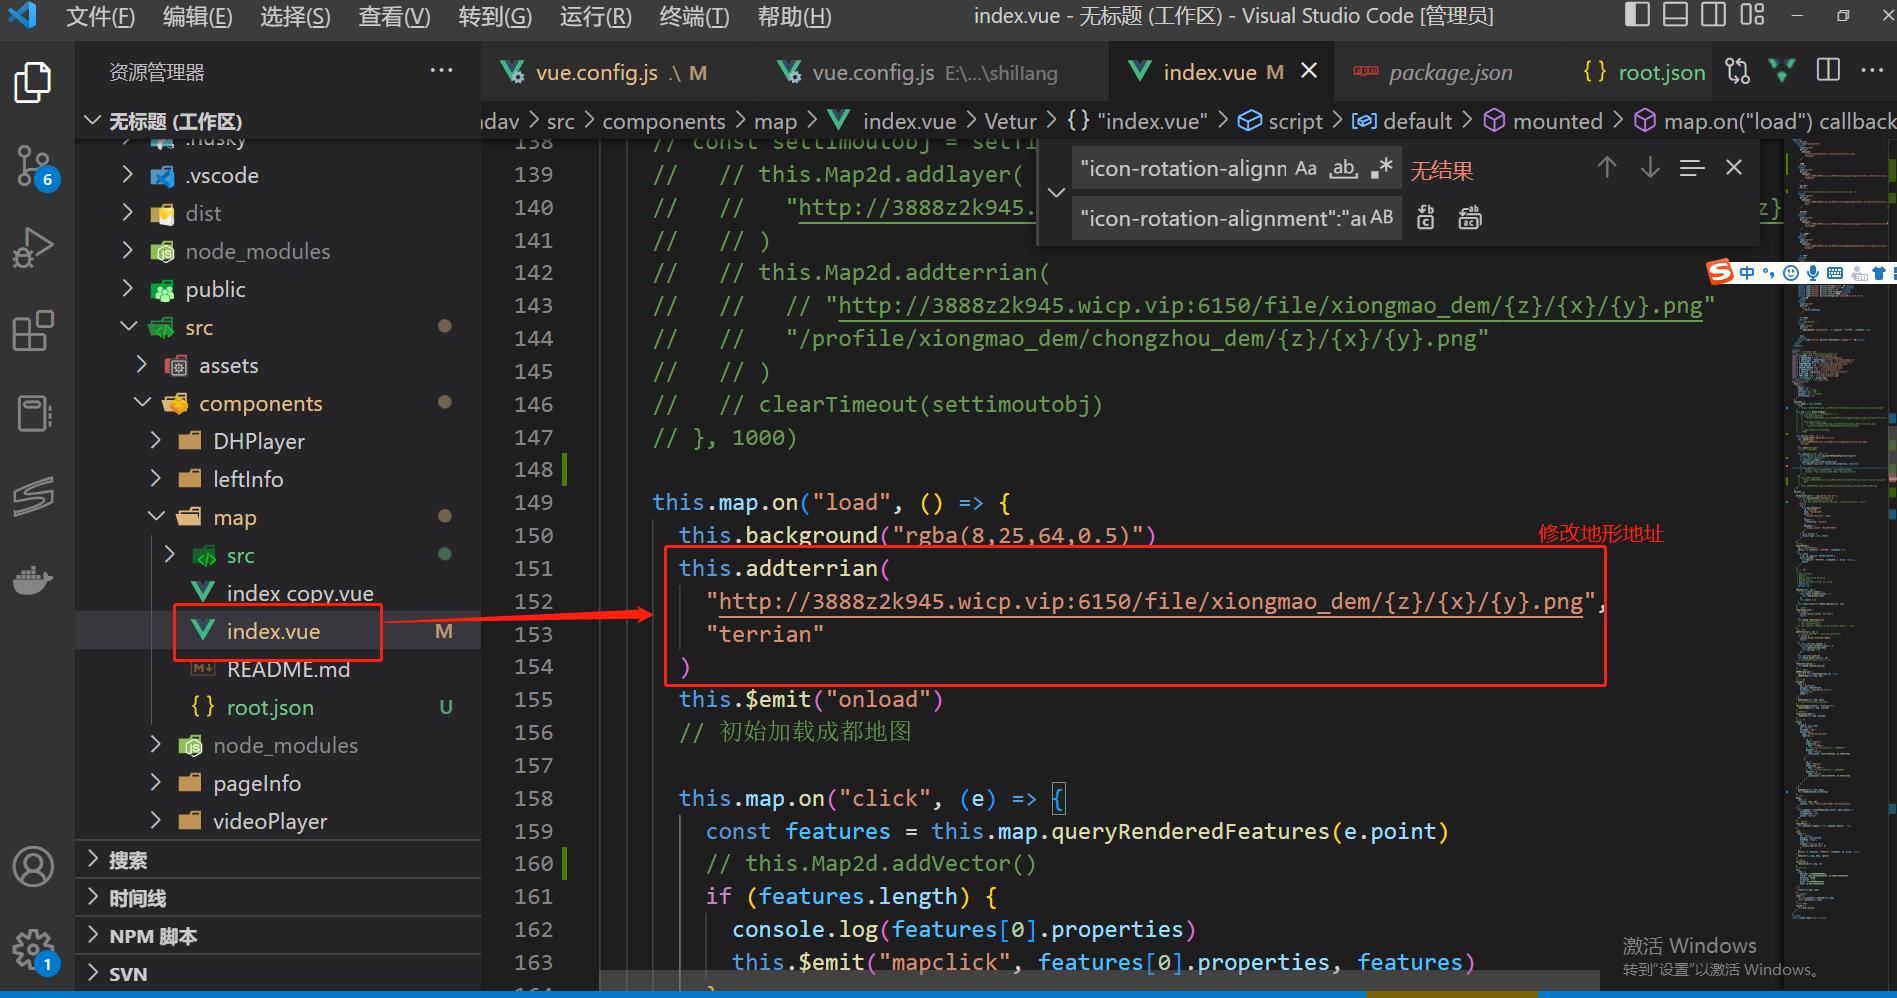 文件(F) 编辑(E) 选择(S) 查看(V) 转到(G) 运行(R) 终端(T) 帮助(H) index.vue - 无标题 (工作区) - Visual Studio Code [管理员]
资源管理器
vue.config.js .\ M vue.config.js E:\...\shillang index.vue M package.json root.json
无标题 (工作区)
ndav > src > components > map > index.vue > Vetur > {} "index.vue" > script > default > mounted > map.on("load") callback
.husky
.vscode
dist
node_modules
public
src
assets
components
DHPlayer
leftInfo
map
src
index copy.vue
index.vue M
README.md
root.json U
node_modules
pageInfo
videoPlayer
搜索
时间线
NPM 脚本
SVN
6
1
"icon-rotation-alignn Aa ab, .* 无结果
"icon-rotation-alignment":"au AB
中
138 // const settimoutobj = setTi
139 // // this.Map2d.addlayer(
140 // // "http://3888z2k945. z}
141 // // )
142 // // this.Map2d.addterrian(
143 // // // "http://3888z2k945.wicp.vip:6150/file/xiongmao_dem/{z}/{x}/{y}.png"
144 // // "/profile/xiongmao_dem/chongzhou_dem/{z}/{x}/{y}.png"
145 // // )
146 // // clearTimeout(settimoutobj)
147 // }, 1000)
148
149 this.map.on("load", () => {
150 this.background("rgba(8,25,64,0.5)")
修改地形地址
151 this.addterrian(
152 "http://3888z2k945.wicp.vip:6150/file/xiongmao_dem/{z}/{x}/{y}.png",
153 "terrian"
154 )
155 this.$emit("onload")
156 // 初始加载成都地图
157
158 this.map.on("click", (e) => {
159 const features = this.map.queryRenderedFeatures(e.point)
160 // this.Map2d.addVector()
161 if (features.length) {
162 console.log(features[0].properties)
163 this.$emit("mapclick", features[0].properties, features)
164 }
激活 Windows
转到"设置"以激活 Windows。